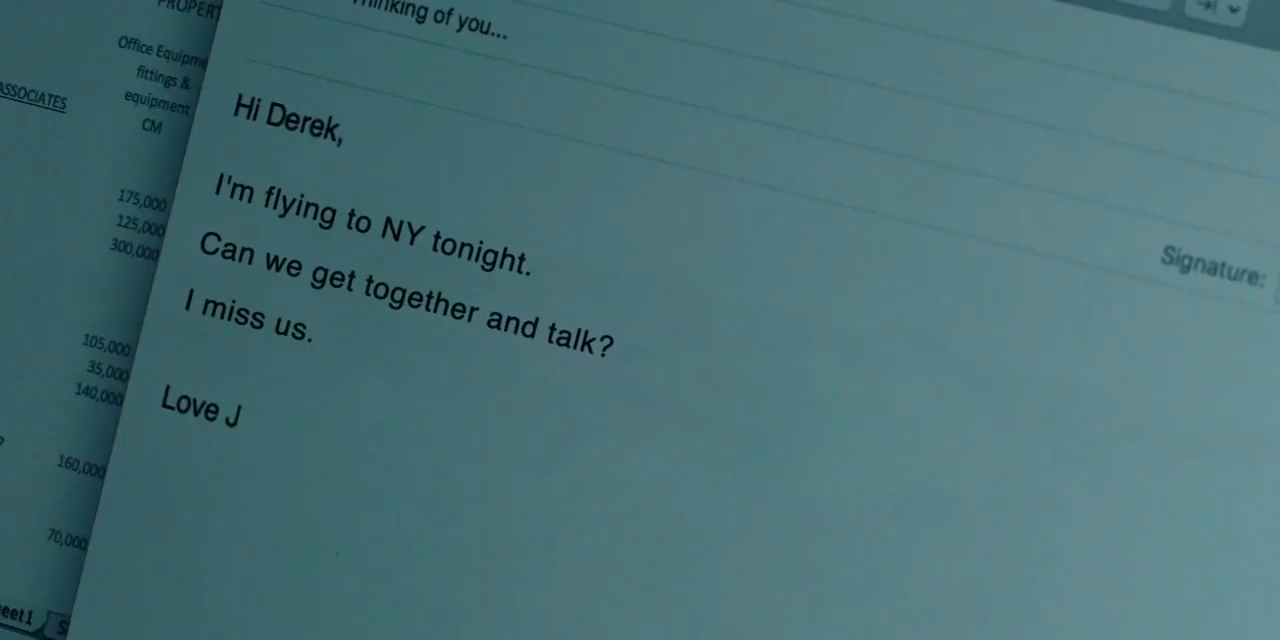 PROPERT
Office Equipme
fittings &
equipment
CM
ASSOCIATES
175,000
125,000
300,000
105,000
35,000
140,000
160,000
70,000
eet1
S
Thinking of you...
Signature:
Hi Derek,
I'm flying to NY tonight.
Can we get together and talk?
I miss us.
Love J